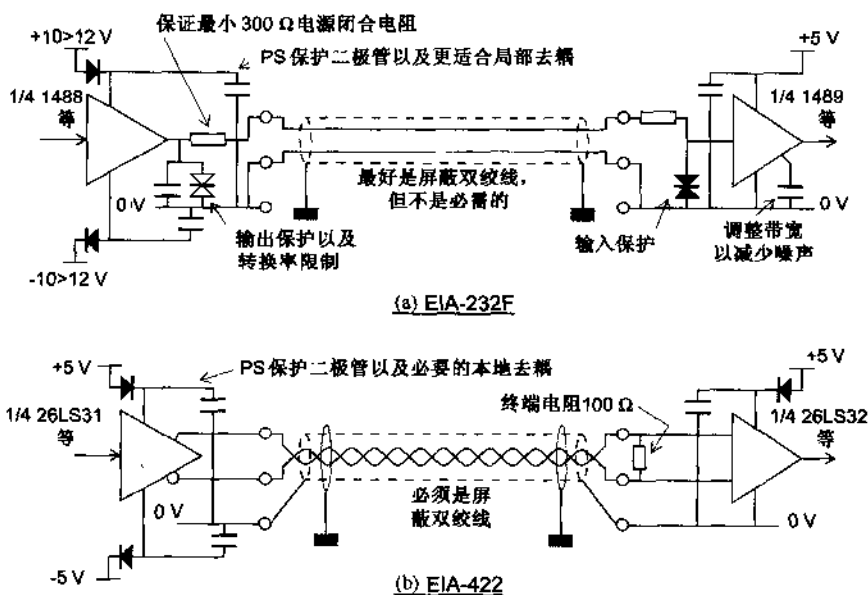 保证最小 300 Ω 电源闭合电阻
+10>12 V
PS 保护二极管以及更适合局部去耦
+5 V
1/4 1488
等
1/4 1489
等
最好是屏蔽双绞线，
但不是必需的
0 V
0 V
输出保护以及
转换率限制
输入保护
调整带宽
以减少噪声
-10>12 V
(a) EIA-232F
+5 V
PS 保护二极管以及必要的本地去耦
+5 V
终端电阻100 Ω
1/4 26LS31
等
1/4 26LS32
等
必须是屏
蔽双绞线
0 V
0 V
-5 V
(b) EIA-422